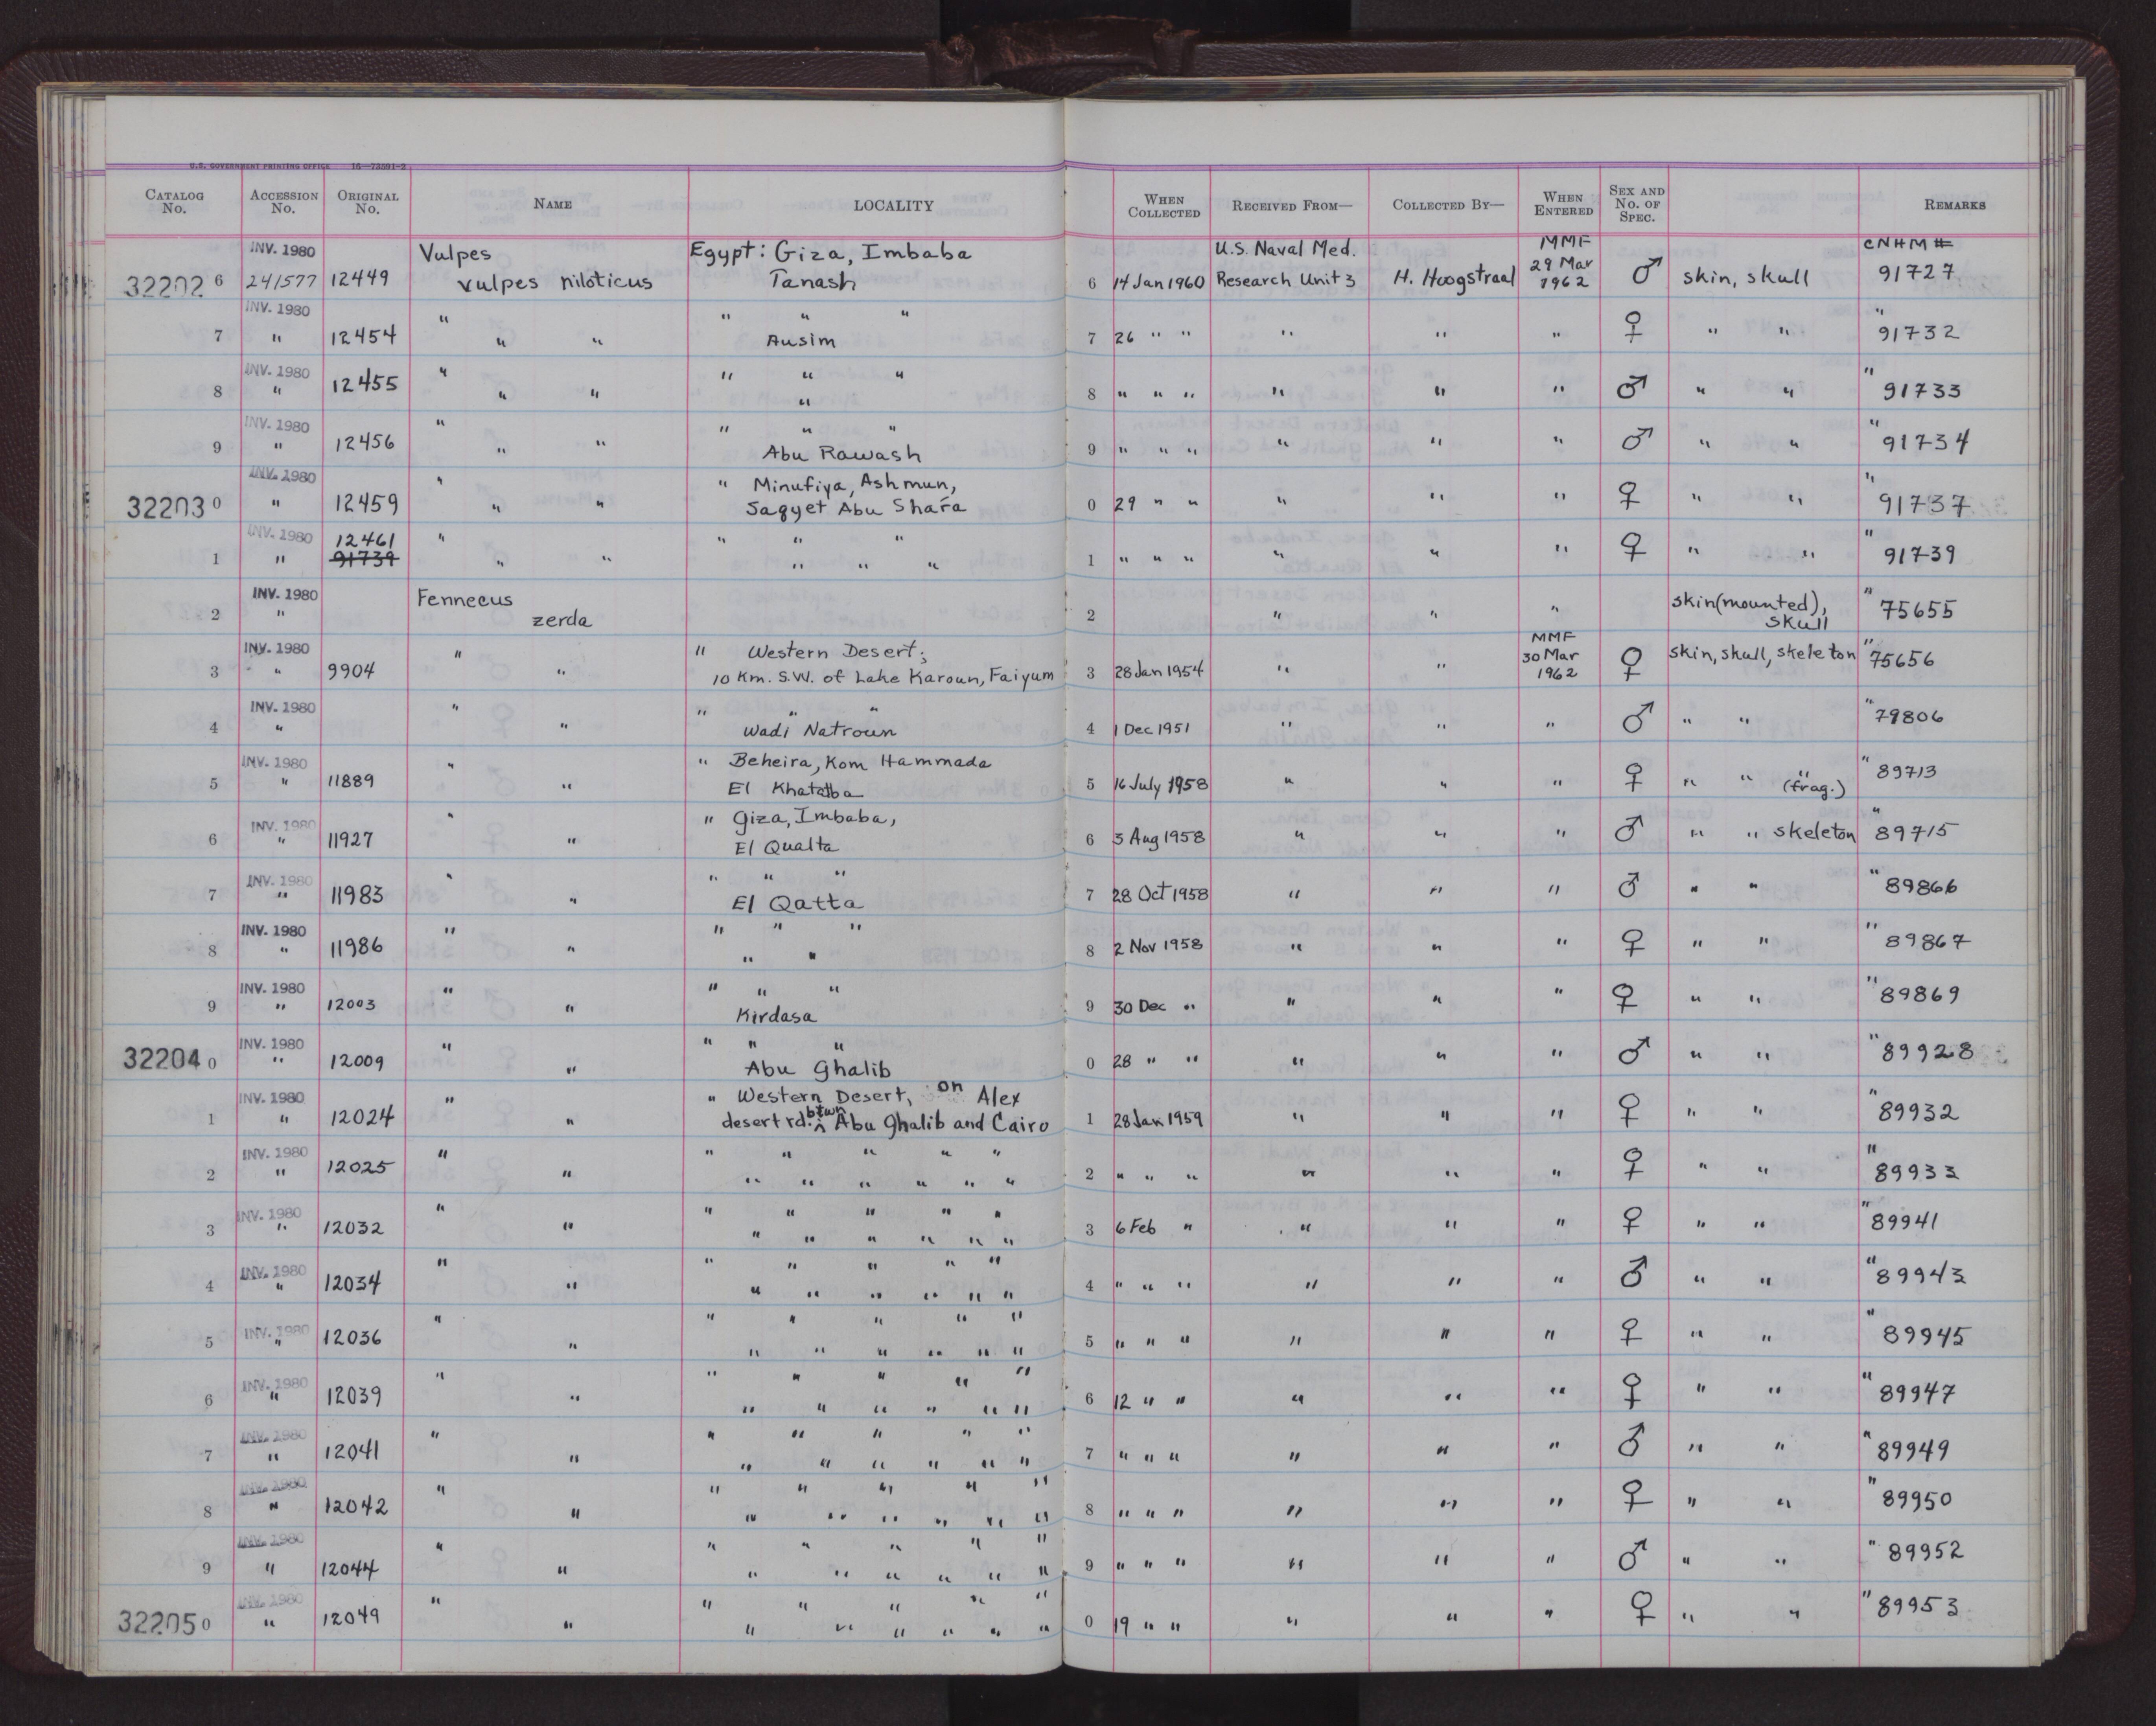 U.S. GOVERNMENT PRINTING OFFICE 16—73591-2
CATALOG No. ACCESSION No. ORIGINAL No. NAME LOCALITY WHEN COLLECTED RECEIVED FROM— COLLECTED BY— WHEN ENTERED SEX AND No. OF SPEC. REMARKS
INV. 1980 Vulpes Egypt: Giza, Imbaba U.S. Naval Med. MMF CNHM #
32202 6 241577 12449 vulpes niloticus Tanash 6 14 Jan 1960 Research Unit 3 H. Hoogstraal 29 Mar 1962 ♂ skin, skull 91727
INV. 1980 " " " " "
7 " 12454 " " Ausim 7 26 " " " " " ♀ " " 91732
INV. 1980 " " " " "
8 " 12455 " " " 8 " " " " " " ♂ " " 91733
INV. 1980 " " " " "
9 " 12456 " " Abu Rawash 9 " " " " " " ♂ " " 91734
INV. 1980 " " Minufiya, Ashmun, "
32203 0 " 12459 " " Saqyet Abu Shara 0 29 " " " " " ♀ " " 91737
INV. 1980 12461 " " " " "
1 " 91739 " " " " " 1 " " " " " " ♀ " " 91739
INV. 1980 Fennecus skin (mounted), "
2 " zerda 2 " " " skull 75655
INV. 1980 " " Western Desert; MMF "
3 " 9904 " 10 Km. S.W. of Lake Karoun, Faiyum 3 28 Jan 1954 " " 30 Mar 1962 ♀ skin, skull, skeleton 75656
INV. 1980 " " " " "
4 " " Wadi Natroun 4 1 Dec 1951 " " " ♂ " " 79806
INV. 1980 " " Beheira, Kom Hammada "
5 " 11889 " El Khatatba 5 16 July 1958 " " " ♀ " " " (frag.) 89713
INV. 1980 " " Giza, Imbaba, "
6 " 11927 " El Qualta 6 3 Aug 1958 " " " ♂ " " skeleton 89715
INV. 1980 " " " " "
7 " 11983 " El Qatta 7 28 Oct 1958 " " " ♂ " " 89866
INV. 1980 " " " " "
8 " 11986 " " " 8 2 Nov 1958 " " " ♀ " " 89867
INV. 1980 " " " " "
9 " 12003 " Kirdasa 9 30 Dec " " " " ♀ " " 89869
INV. 1980 " " " " "
32204 0 " 12009 " Abu Ghalib 0 28 " " " " " ♂ " " 89928
INV. 1980 " " Western Desert, on Alex "
1 " 12024 " desert rd. btwn Abu Ghalib and Cairo 1 28 Jan 1959 " " " ♀ " " 89932
INV. 1980 " " " " " " "
2 " 12025 " " " " " " " 2 " " " " " " ♀ " " 89933
INV. 1980 " " " " " " "
3 " 12032 " " " " " " " 3 6 Feb " " " " ♀ " " 89941
INV. 1980 " " " " " " "
4 " 12034 " " " " " " " 4 " " " " " " ♂ " " 89943
INV. 1980 " " " " " " "
5 " 12036 " " " " " " " 5 " " " " " " ♀ " " 89945
INV. 1980 " " " " " " "
6 " 12039 " " " " " " " 6 12 " " " " " ♀ " " 89947
INV. 1980 " " " " " " "
7 " 12041 " " " " " " " 7 " " " " " " ♂ " " 89949
INV. 1980 " " " " " " "
8 " 12042 " " " " " " " 8 " " " " " " ♀ " " 89950
INV. 1980 " " " " " " "
9 " 12044 " " " " " " " 9 " " " " " " ♂ " " 89952
INV. 1980 " " " " " " "
32205 0 " 12049 " " " " " " " 0 19 " " " " " ♀ " " 89953